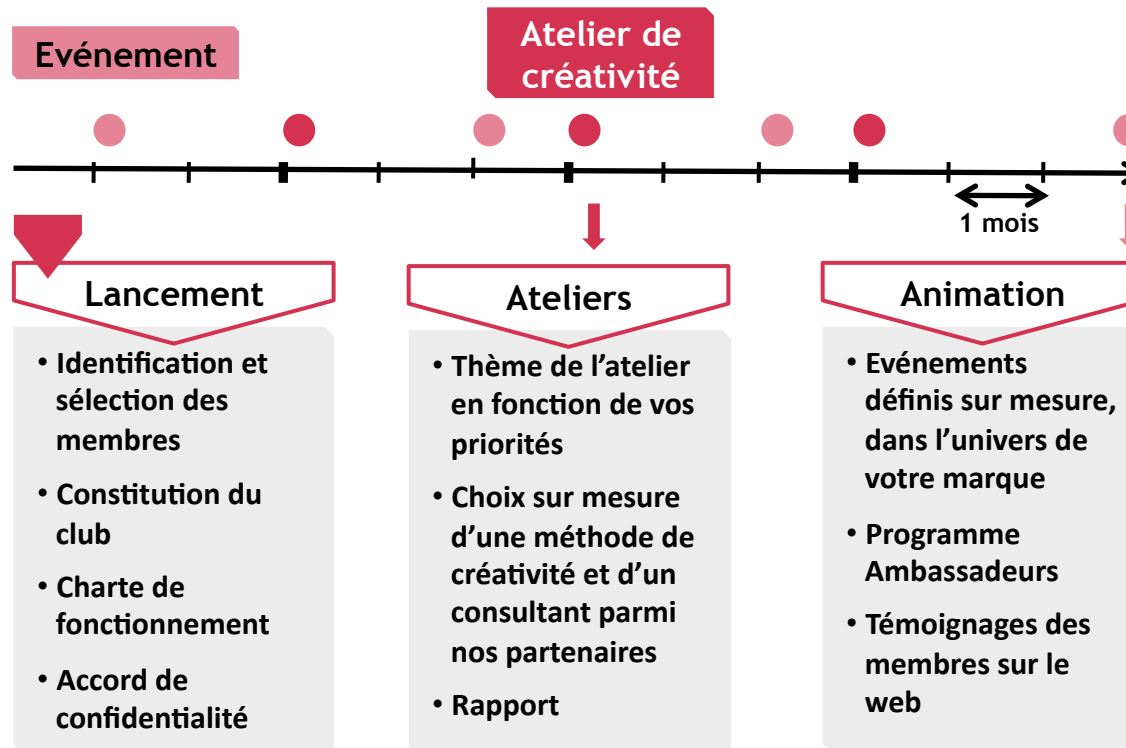 Evénement
Atelier de
créativité
1 mois
Lancement
• Identification et
sélection des
membres
• Constitution du
club
• Charte de
fonctionnement
• Accord de
confidentialité
Ateliers
• Thème de l’atelier
en fonction de vos
priorités
• Choix sur mesure
d’une méthode de
créativité et d’un
consultant parmi
nos partenaires
• Rapport
Animation
• Evénements
définis sur mesure,
dans l’univers de
votre marque
• Programme
Ambassadeurs
• Témoignages des
membres sur le
web